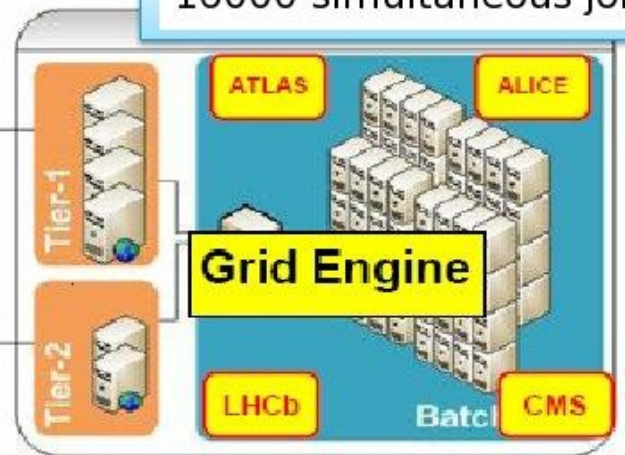 10000 simultaneous jo
ATLAS
ALICE
Tier-1
Grid Engine
Tier-2
LHCb
Batc
CMS